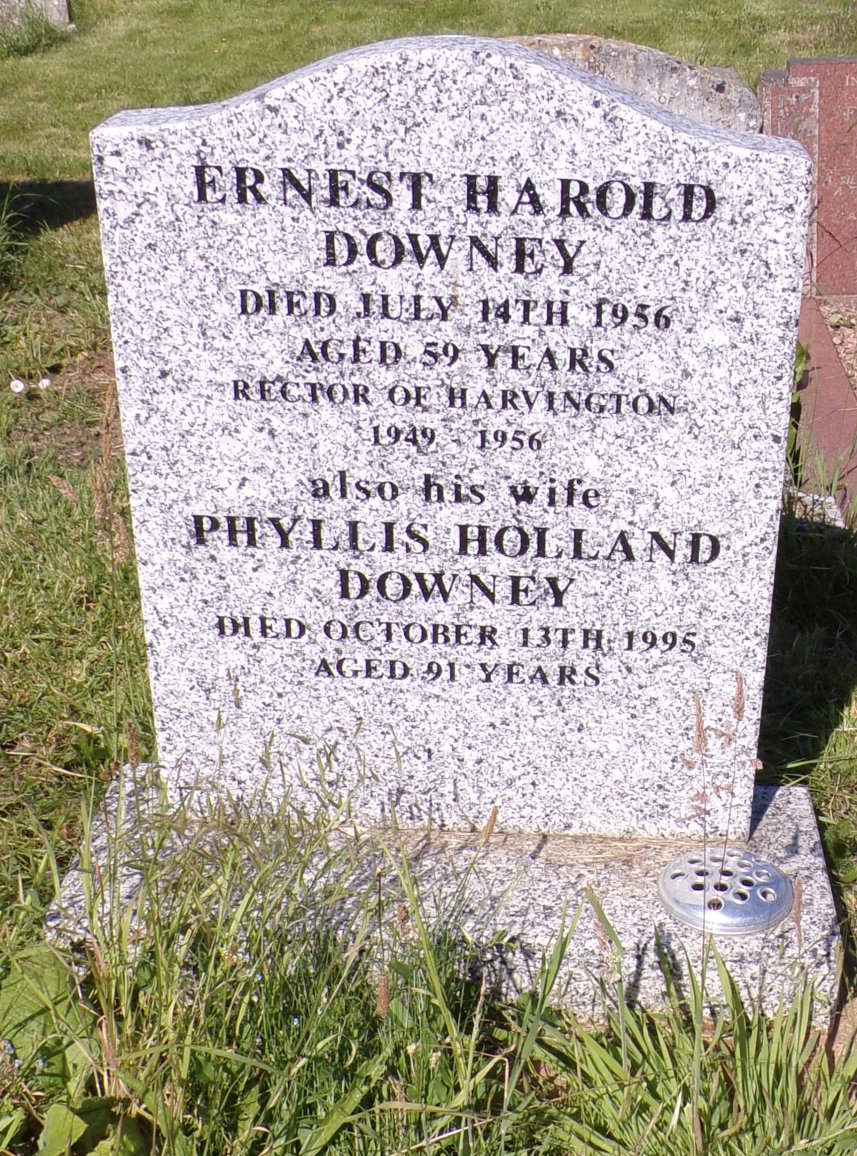 ERNEST HAROLD
DOWNEY
DIED JULY 14TH 1956
AGED 59 YEARS
RECTOR OF HARVINGTON
1949 - 1956
also his wife
PHYLLIS HOLLAND
DOWNEY
DIED OCTOBER 13TH 1995
AGED 91 YEARS